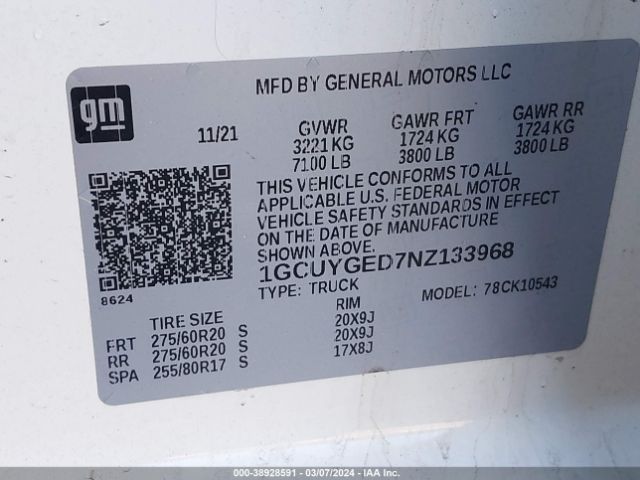 MFD BY GENERAL MOTORS LLC
gm
11/21 GVWR GAWR FRT GAWR RR
3221 KG 1724 KG 1724 KG
7100 LB 3800 LB 3800 LB
THIS VEHICLE CONFORMS TO ALL
APPLICABLE U.S. FEDERAL MOTOR
VEHICLE SAFETY STANDARDS IN EFFECT
ON THE DATE OF MANUFACTURE
SHOWN ABOVE.
1GCUYGED7NZ133968
8624
TYPE: TRUCK MODEL: 78CK10543
TIRE SIZE RIM
FRT 275/60R20 S 20X9J
RR 275/60R20 S 20X9J
SPA 255/80R17 S 17X8J
000-38928591 — 03/07/2024 — IAA Inc.